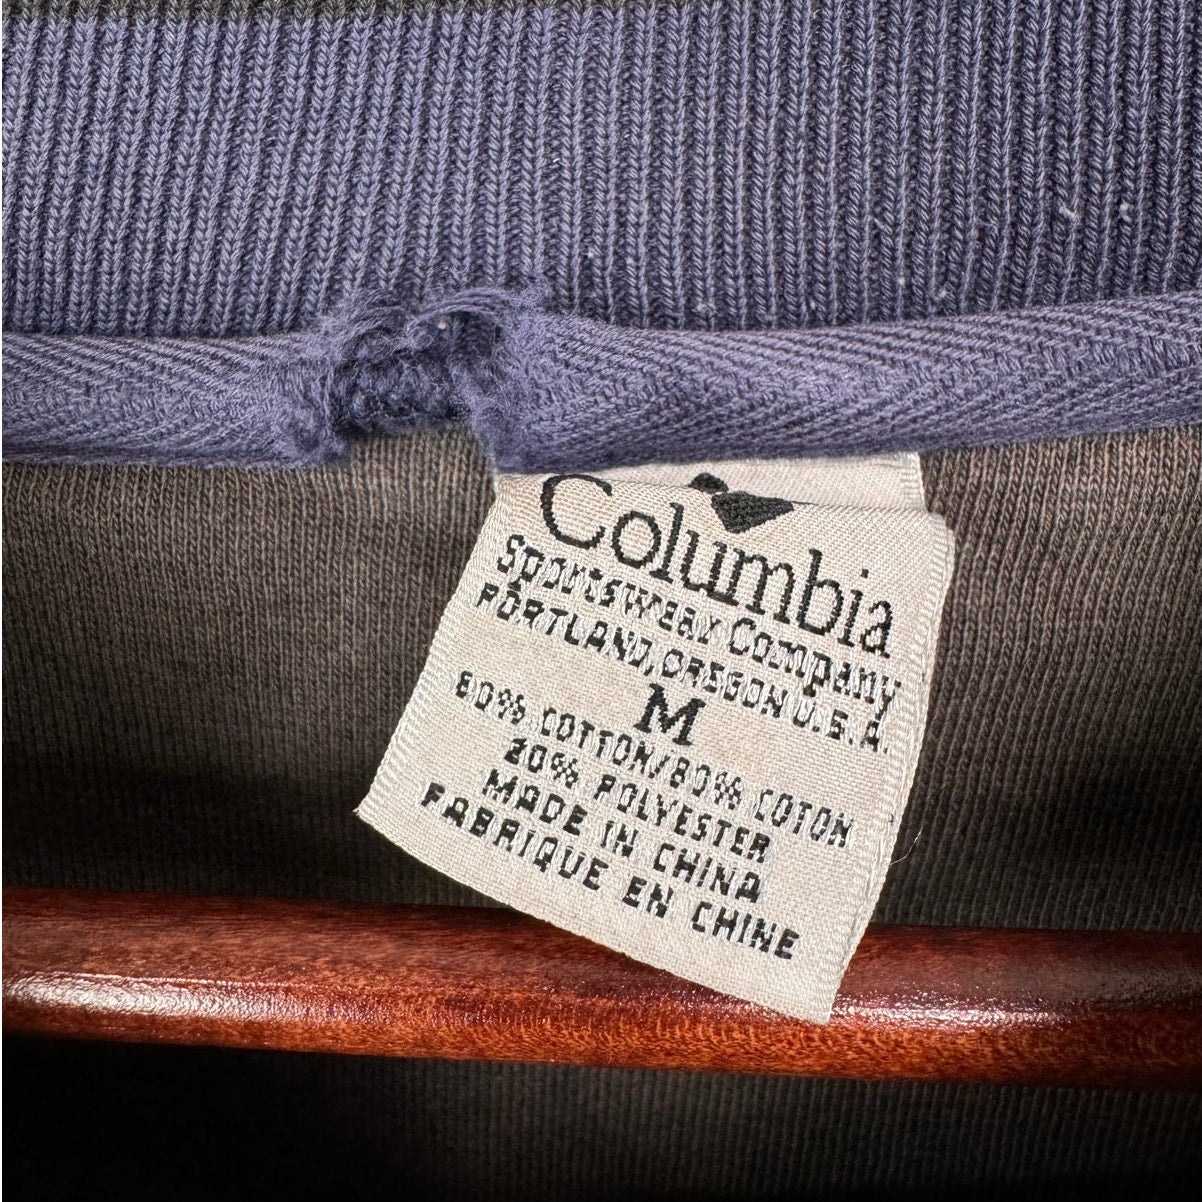 Columbia
Sportswear Company
PORTLAND, OREGON U.S.A.
M
80% COTTON/80% COTON
20% POLYESTER
MADE IN CHINA
FABRIQUE EN CHINE